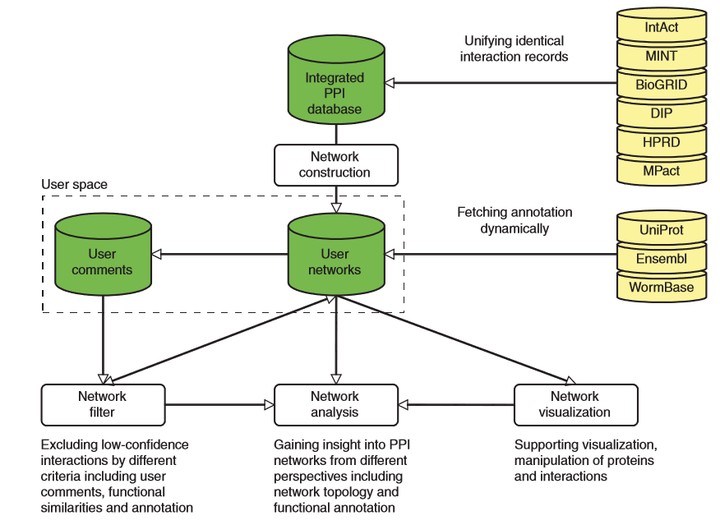 IntAct
MINT
BioGRID
DIP
HPRD
MPact
Unifying identical
interaction records
Integrated
PPI
database
Network
construction
User space
User
comments
User
networks
Fetching annotation
dynamically
UniProt
Ensembl
WormBase
Network
filter
Network
analysis
Network
visualization
Excluding low-confidence
interactions by different
criteria including user
comments, functional
similarities and annotation
Gaining insight into PPI
networks from different
perspectives including
network topology and
functional annotation
Supporting visualization,
manipulation of proteins
and interactions